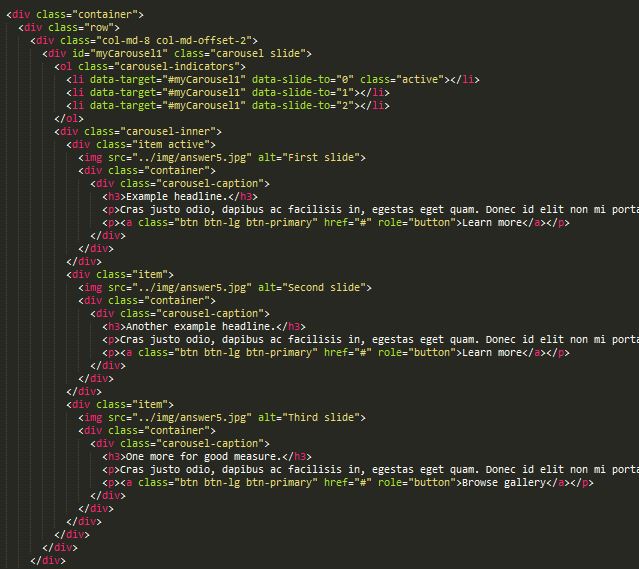 <div class="container">
<div class="row">
<div class="col-md-8 col-md-offset-2">
<div id="myCarousel1" class="carousel slide">
<ol class="carousel-indicators">
<li data-target="#myCarousel1" data-slide-to="0" class="active"></li>
<li data-target="#myCarousel1" data-slide-to="1"></li>
<li data-target="#myCarousel1" data-slide-to="2"></li>
</ol>
<div class="carousel-inner">
<div class="item active">
<img src="../img/answer5.jpg" alt="First slide">
<div class="container">
<div class="carousel-caption">
<h3>Example headline.</h3>
<p>Cras justo odio, dapibus ac facilisis in, egestas eget quam. Donec id elit non mi porta
<p><a class="btn btn-lg btn-primary" href="#" role="button">Learn more</a></p>
</div>
</div>
</div>
<div class="item">
<img src="../img/answer5.jpg" alt="Second slide">
<div class="container">
<div class="carousel-caption">
<h3>Another example headline.</h3>
<p>Cras justo odio, dapibus ac facilisis in, egestas eget quam. Donec id elit non mi porta
<p><a class="btn btn-lg btn-primary" href="#" role="button">Learn more</a></p>
</div>
</div>
</div>
<div class="item">
<img src="../img/answer5.jpg" alt="Third slide">
<div class="container">
<div class="carousel-caption">
<h3>One more for good measure.</h3>
<p>Cras justo odio, dapibus ac facilisis in, egestas eget quam. Donec id elit non mi porta
<p><a class="btn btn-lg btn-primary" href="#" role="button">Browse gallery</a></p>
</div>
</div>
</div>
</div>
</div>
</div>